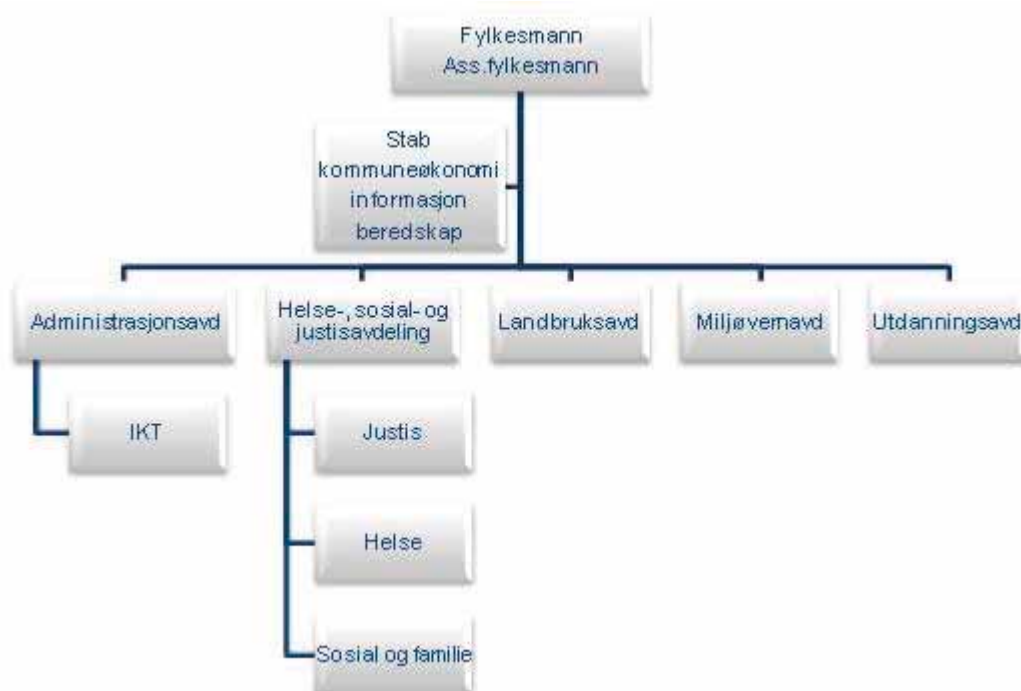 Fylkesmann
Ass.fylkesmann
Stab
kommuneøkonomi
informasjon
beredskap
Administrasjonsavd
Helse-, sosial- og
justisavdeling
Landbruksavd
Miljøvernavd
Utdanningsavd
IKT
Justis
Helse
Sosial og familie